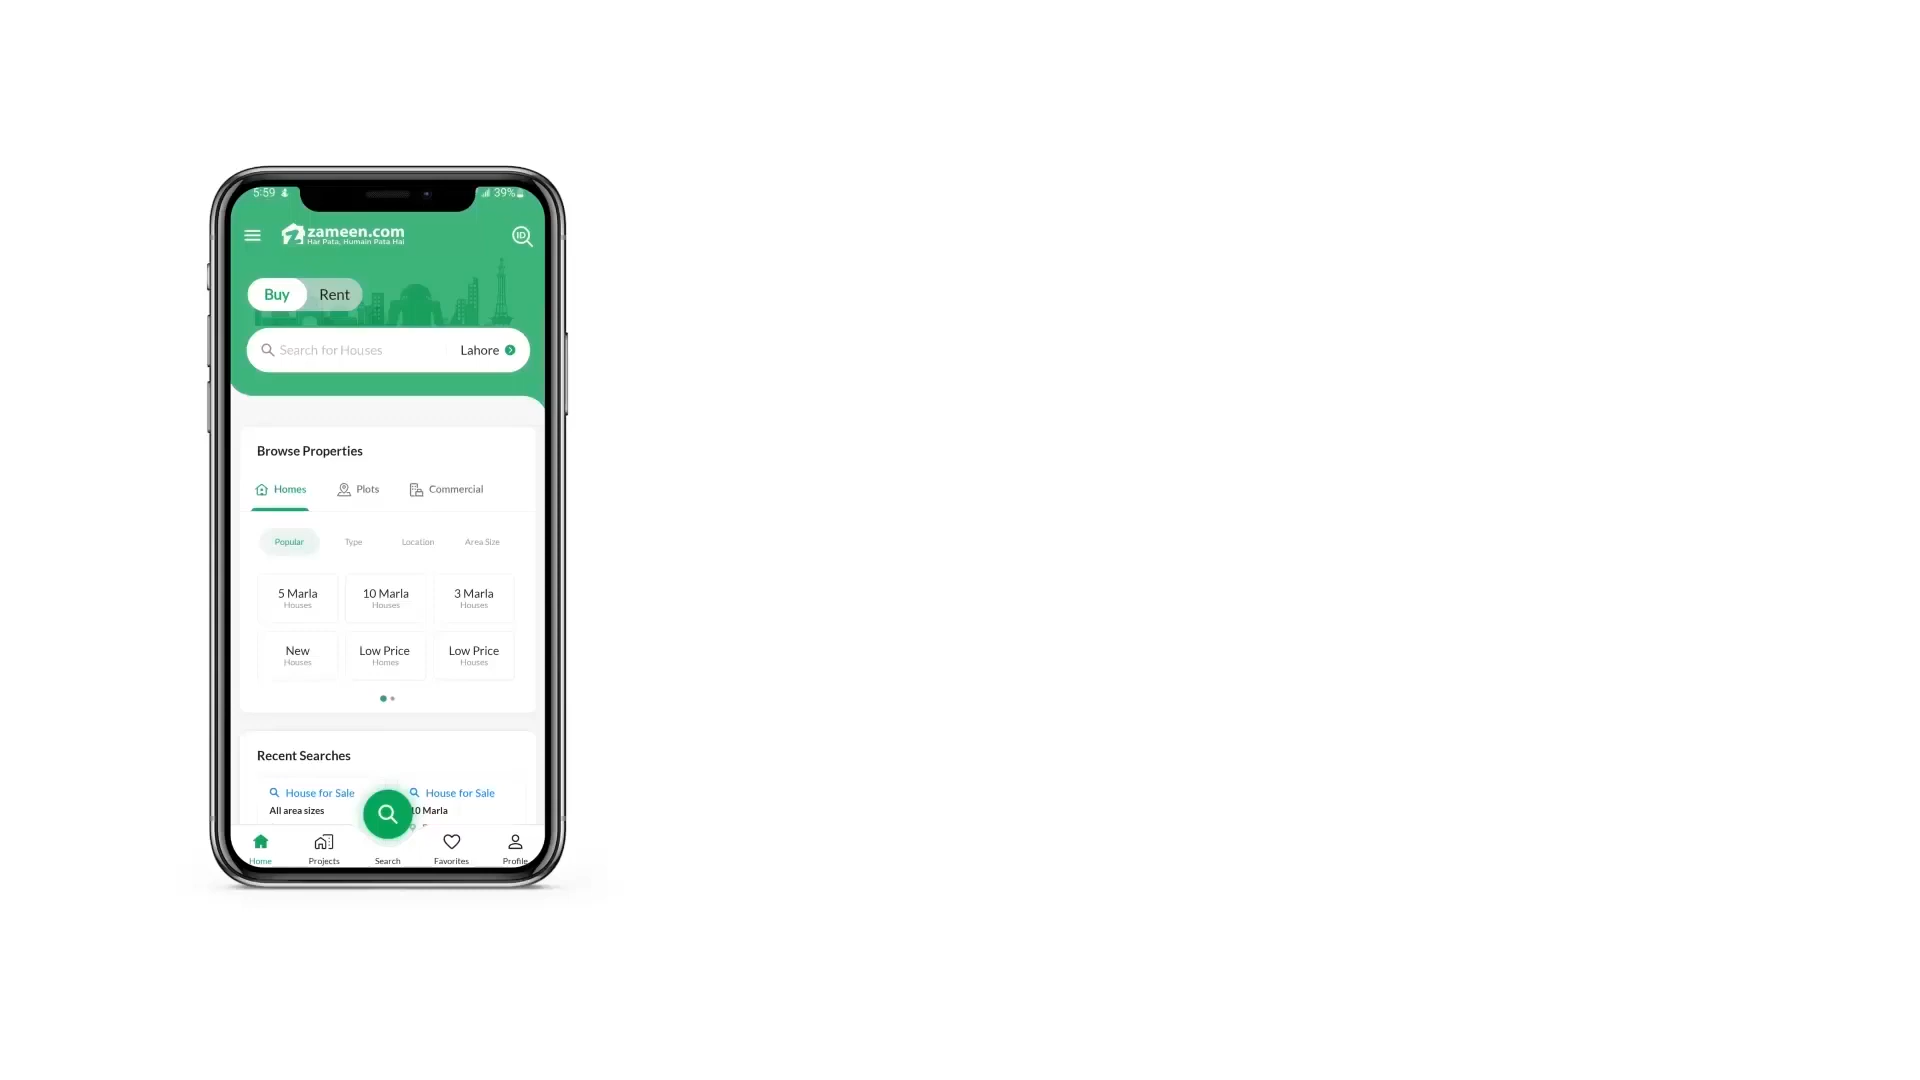 5:59
39%
zameen.com
Har Pata, Humain Pata Hai
ID
Buy
Rent
Search for Houses
Lahore
Browse Properties
Homes
Plots
Commercial
Popular
Type
Location
Area Size
5 Marla
Houses
10 Marla
Houses
3 Marla
Houses
New
Houses
Low Price
Homes
Low Price
Houses
Recent Searches
House for Sale
All area sizes
House for Sale
10 Marla
Home
Projects
Search
Favorites
Profile